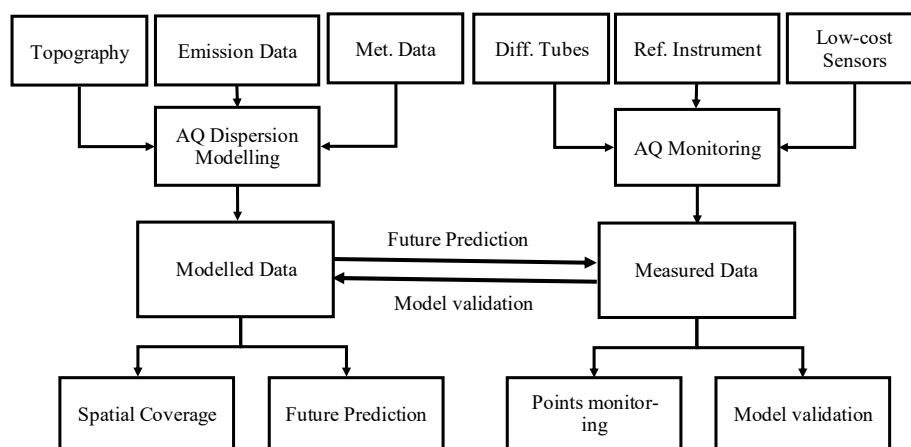 Topography
Emission Data
Met. Data
Diff. Tubes
Ref. Instrument
Low-cost
Sensors
AQ Dispersion
Modelling
AQ Monitoring
Future Prediction
Modelled Data
Measured Data
Model validation
Spatial Coverage
Future Prediction
Points monitor-
ing
Model validation